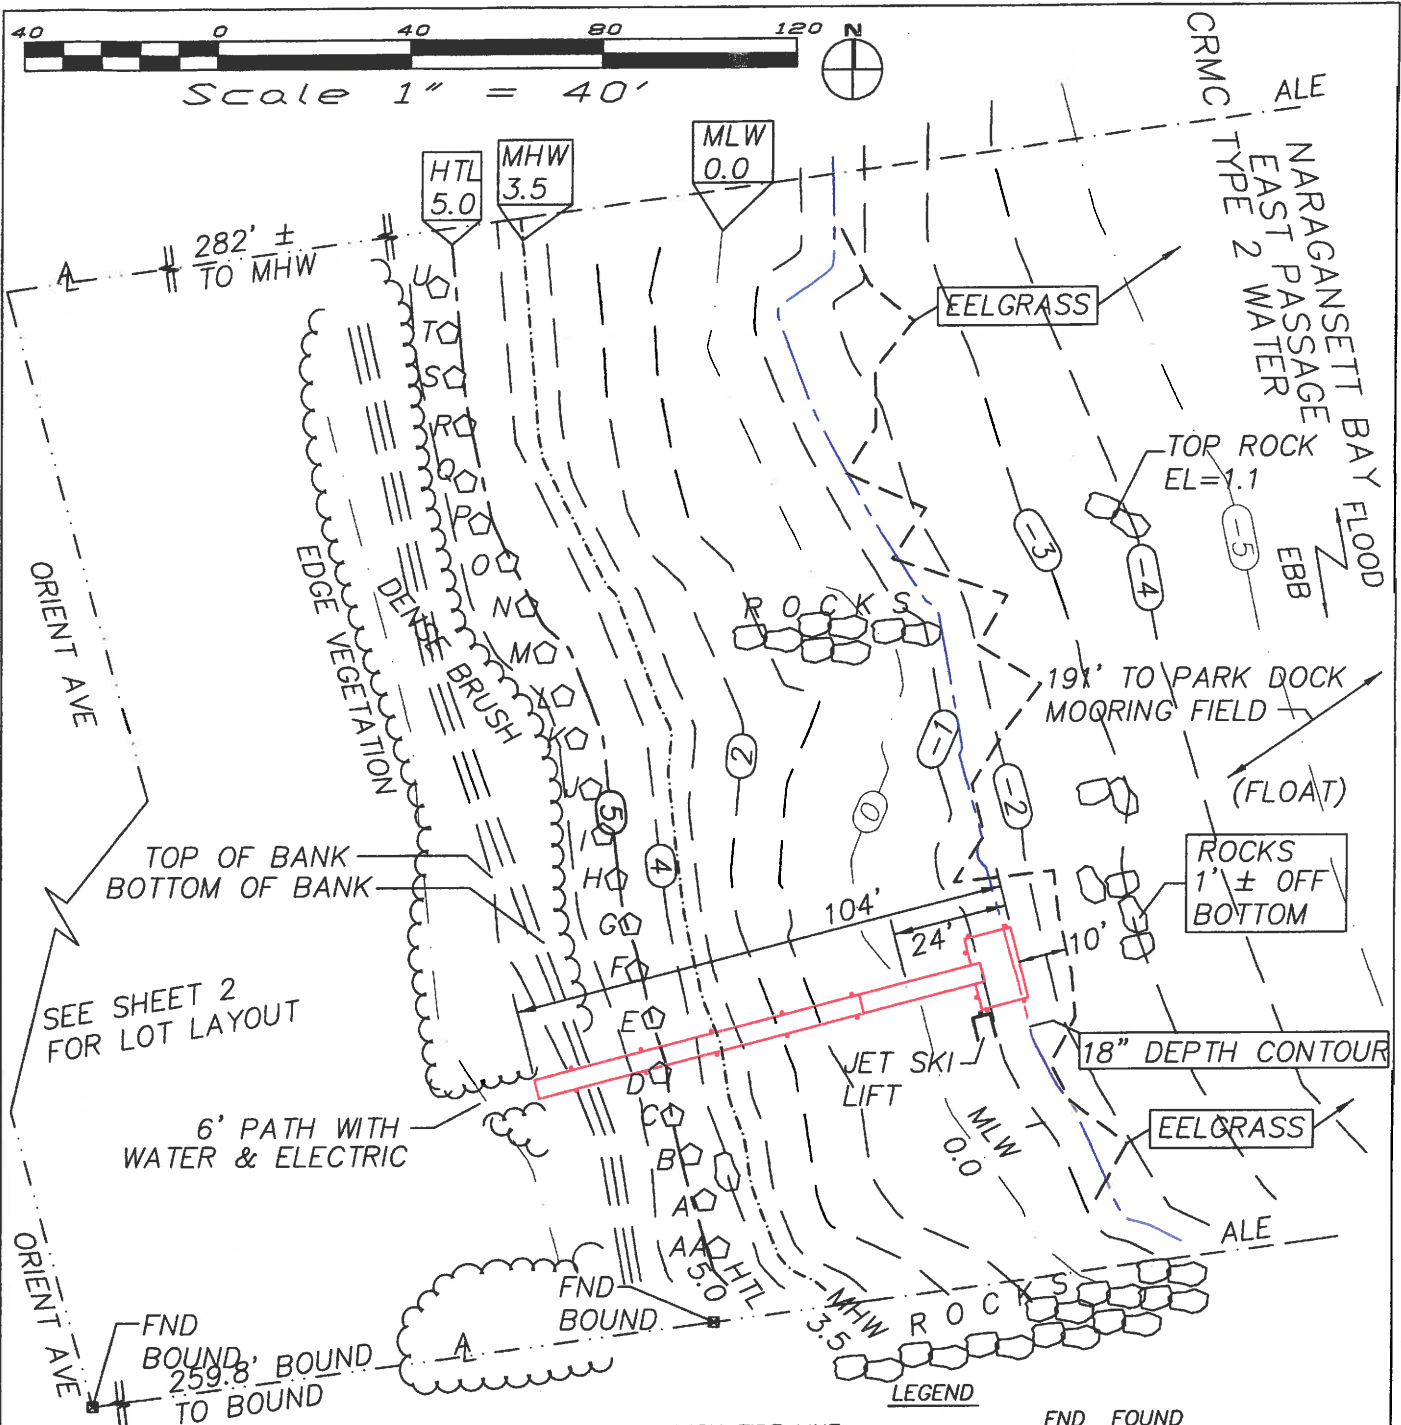 40 0 40 80 120
N
Scale 1" = 40'
CRMC TYPE 2 WATER
ALE
NARAGANSETT BAY
EAST PASSAGE
HTL
5.0
MHW
3.5
MLW
0.0
282' ±
TO MHW
EELGRASS
U
T
S
R
Q
P
O
N
M
L
K
J
I
H
G
F
E
D
C
B
A
AA
TOP ROCK
EL=1.1
FLOOD
EBB
-3
-4
-5
ORIENT AVE
EDGE VEGETATION
DENSE BRUSH
ROCKS
191' TO PARK DOCK
MOORING FIELD
(FLOAT)
5
4
2
0
-1
-2
TOP OF BANK
BOTTOM OF BANK
ROCKS
1' ± OFF
BOTTOM
104'
24'
10'
SEE SHEET 2
FOR LOT LAYOUT
JET SKI
LIFT
18" DEPTH CONTOUR
6' PATH WITH
WATER & ELECTRIC
MLW
0.0
EELGRASS
ALE
ORIENT AVE
HTL
5.0
MHW
3.5
ROCKS
FND
BOUND
FND
BOUND
259.8' BOUND
TO BOUND
LEGEND
FND FOUND